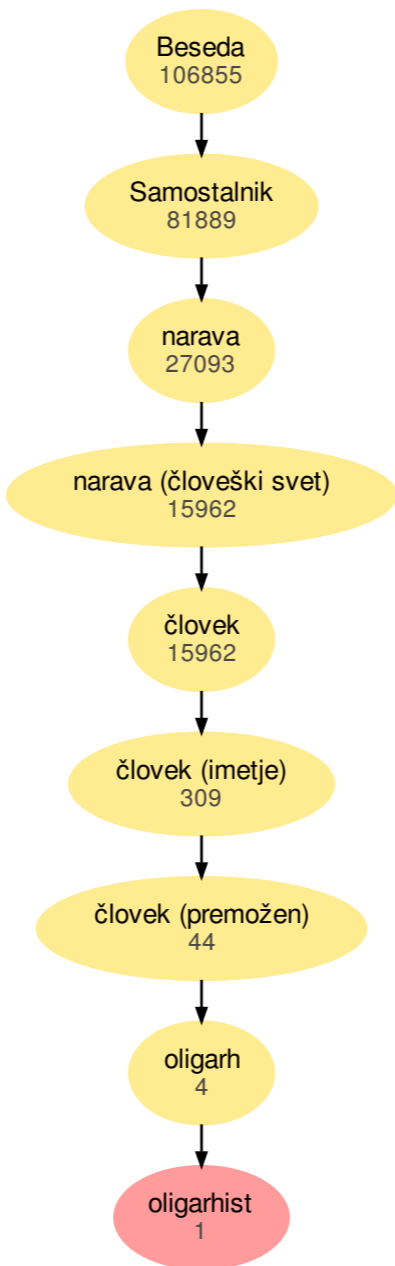 Beseda
106855
Samostalnik
81889
narava
27093
narava (človeški svet)
15962
človek
15962
človek (imetje)
309
človek (premožen)
44
oligarh
4
oligarhist
1